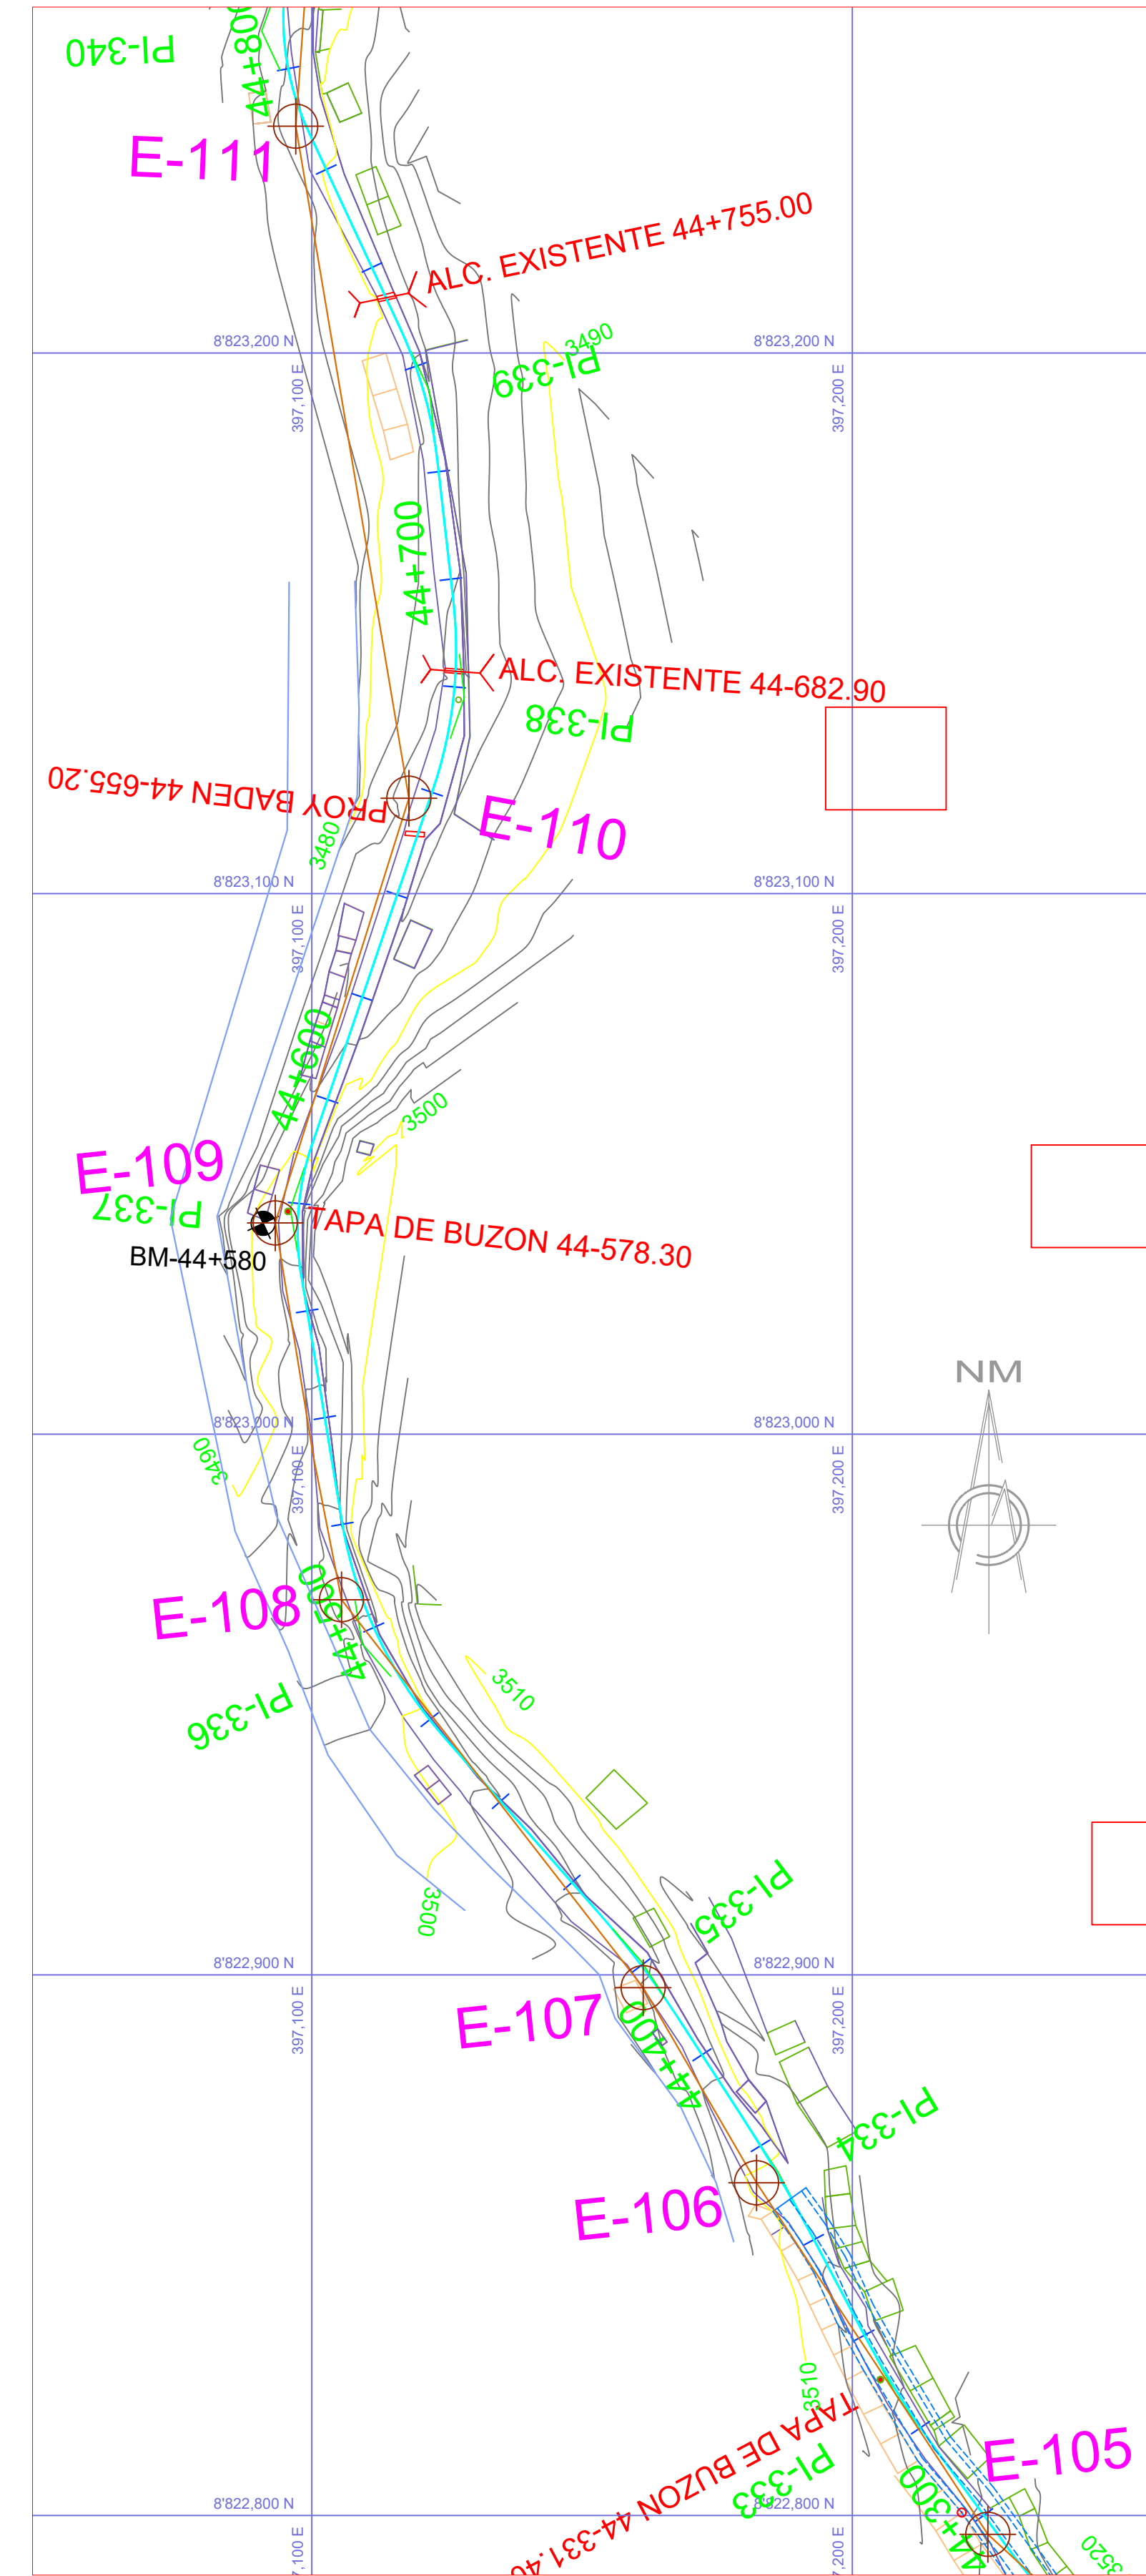 44+800
PI-340
E-111
ALC. EXISTENTE 44+755.00
3490
8'823,200 N
8'823,200 N
PI-339
397,100 E
397,200 E
44+700
ALC. EXISTENTE 44-682.90
PI-338
PROY BADEN 44-655.20
E-110
3480
8'823,100 N
8'823,100 N
397,100 E
397,200 E
44+600
3500
E-109
PI-337
TAPA DE BUZON 44-578.30
BM-44+580
NM
8'823,000 N
8'823,000 N
3490
397,100 E
397,200 E
E-108
44+500
PI-336
3510
PI-335
3500
8'822,900 N
8'822,900 N
397,100 E
397,200 E
E-107
44+400
PI-334
E-106
3510
TAPA DE BUZON 44-331.40
PI-333
E-105
44+300
8'822,800 N
8'822,800 N
3520